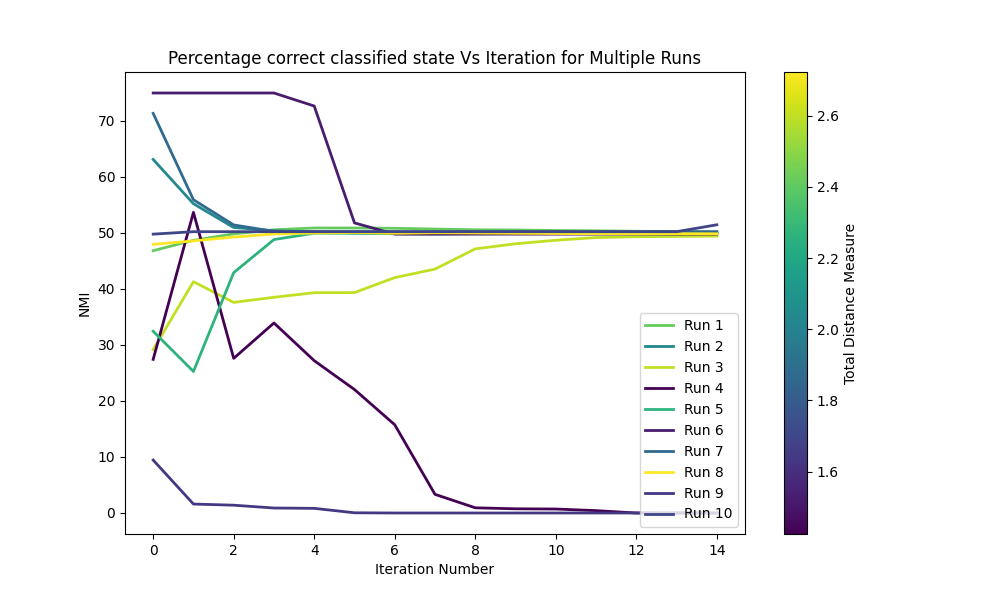 Percentage correct classified state Vs Iteration for Multiple Runs
NMI
70
60
50
40
30
20
10
0
0 2 4 6 8 10 12 14
Iteration Number
Run 1
Run 2
Run 3
Run 4
Run 5
Run 6
Run 7
Run 8
Run 9
Run 10
2.6
2.4
2.2
2.0
1.8
1.6
Total Distance Measure